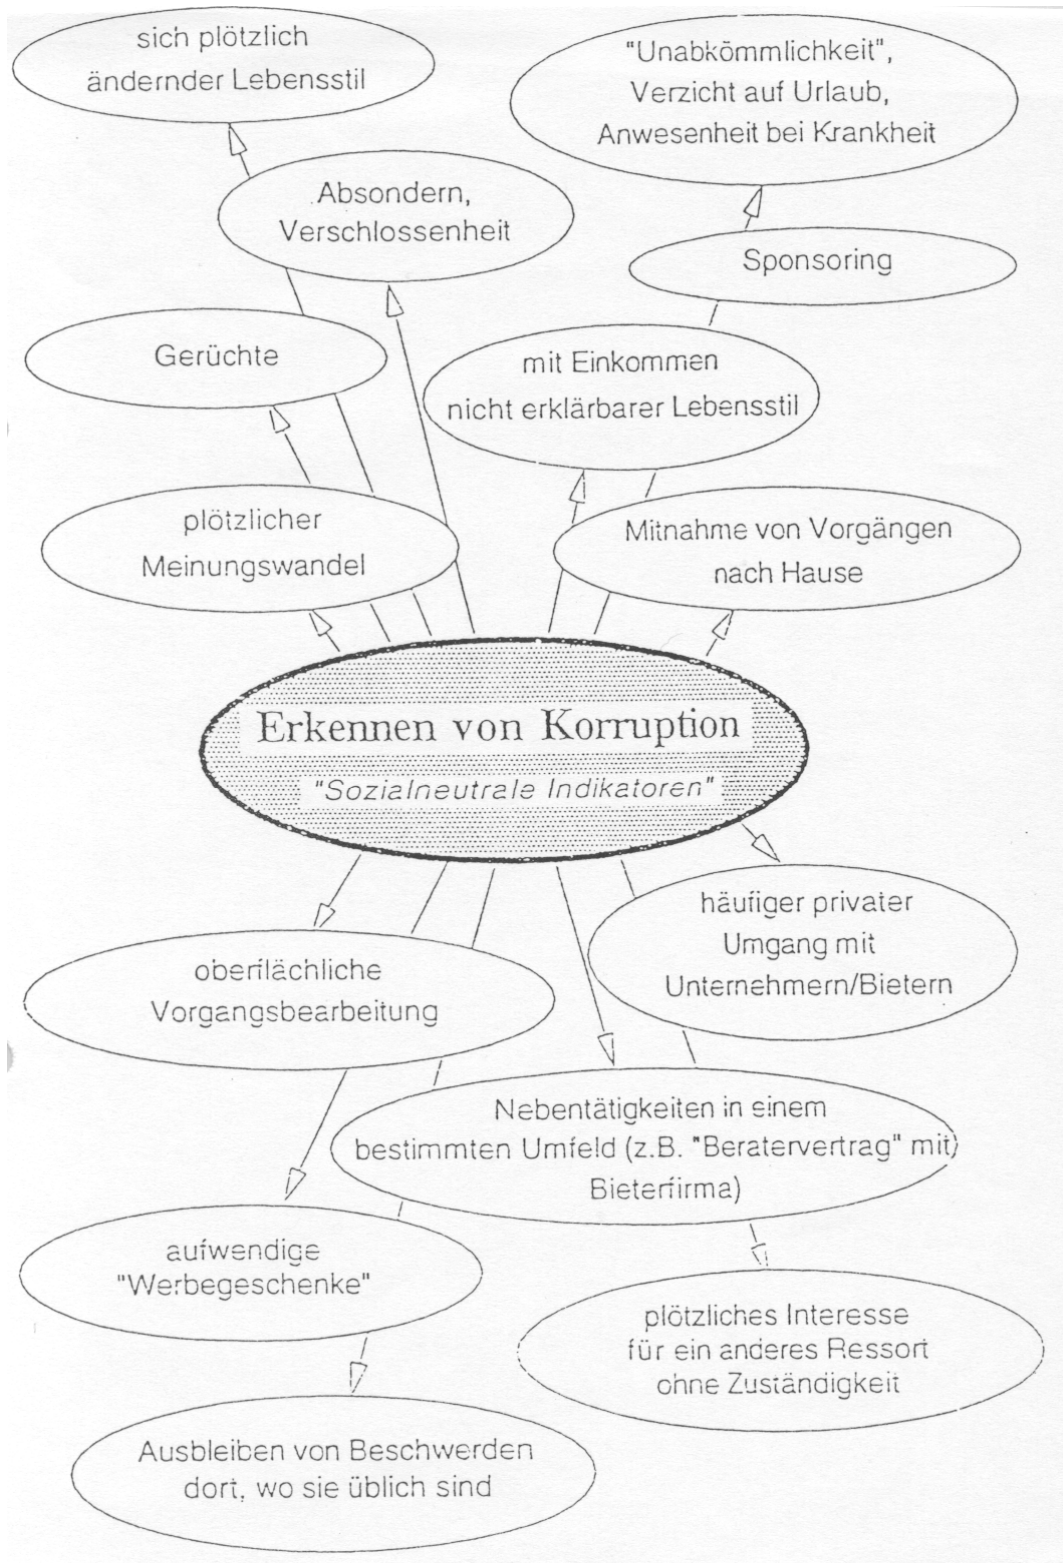 sich plötzlich
ändernder Lebensstil
"Unabkömmlichkeit",
Verzicht auf Urlaub,
Anwesenheit bei Krankheit
Absondern,
Verschlossenheit
Sponsoring
Gerüchte
mit Einkommen
nicht erklärbarer Lebensstil
plötzlicher
Meinungswandel
Mitnahme von Vorgängen
nach Hause
Erkennen von Korruption
"Sozialneutrale Indikatoren"
häufiger privater
Umgang mit
Unternehmern/Bietern
oberflächliche
Vorgangsbearbeitung
Nebentätigkeiten in einem
bestimmten Umfeld (z.B. "Beratervertrag" mit
Bieterfirma)
aufwendige
"Werbegeschenke"
plötzliches Interesse
für ein anderes Ressort
ohne Zuständigkeit
Ausbleiben von Beschwerden
dort, wo sie üblich sind